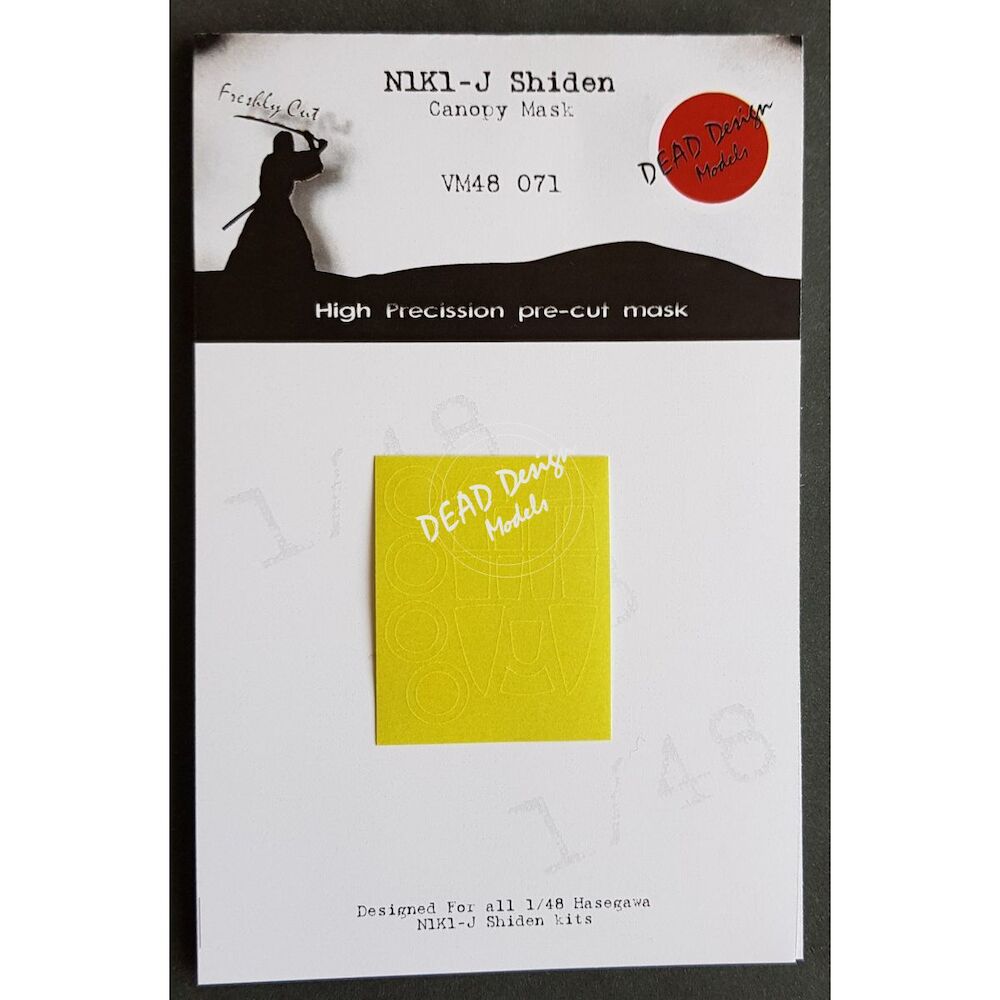 N1K1-J Shiden
Canopy Mask
Freshly Cut
DEAD Design
Models
VM48 071
High Precission pre-cut mask
1/48
DEAD Design
Models
1/48
Designed For all 1/48 Hasegawa
N1K1-J Shiden kits